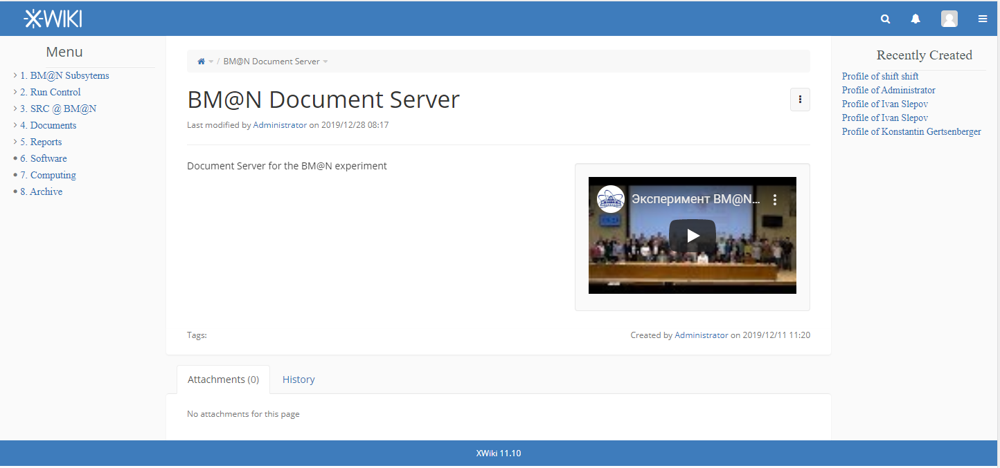 XWIKI
Menu
1. BM@N Subsytems
2. Run Control
3. SRC @ BM@N
4. Documents
5. Reports
6. Software
7. Computing
8. Archive
/ BM@N Document Server
BM@N Document Server
Last modified by Administrator on 2019/12/28 08:17
Document Server for the BM@N experiment
Эксперимент BM@N...
Tags:
Created by Administrator on 2019/12/11 11:20
Attachments (0)
History
No attachments for this page
Recently Created
Profile of shift shift
Profile of Administrator
Profile of Ivan Slepov
Profile of Ivan Slepov
Profile of Konstantin Gertsenberger
XWiki 11.10